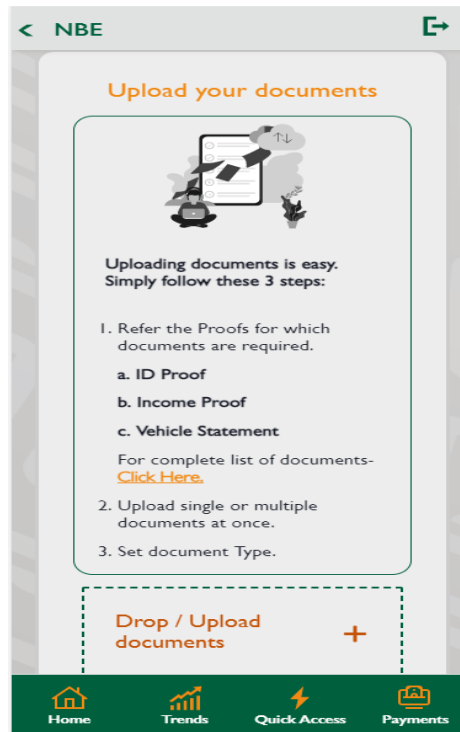 NBE
Upload your documents
Uploading documents is easy.
Simply follow these 3 steps:
1. Refer the Proofs for which
documents are required.
a. ID Proof
b. Income Proof
c. Vehicle Statement
For complete list of documents-
Click Here.
2. Upload single or multiple
documents at once.
3. Set document Type.
Drop / Upload
documents
+
Home Trends Quick Access Payments